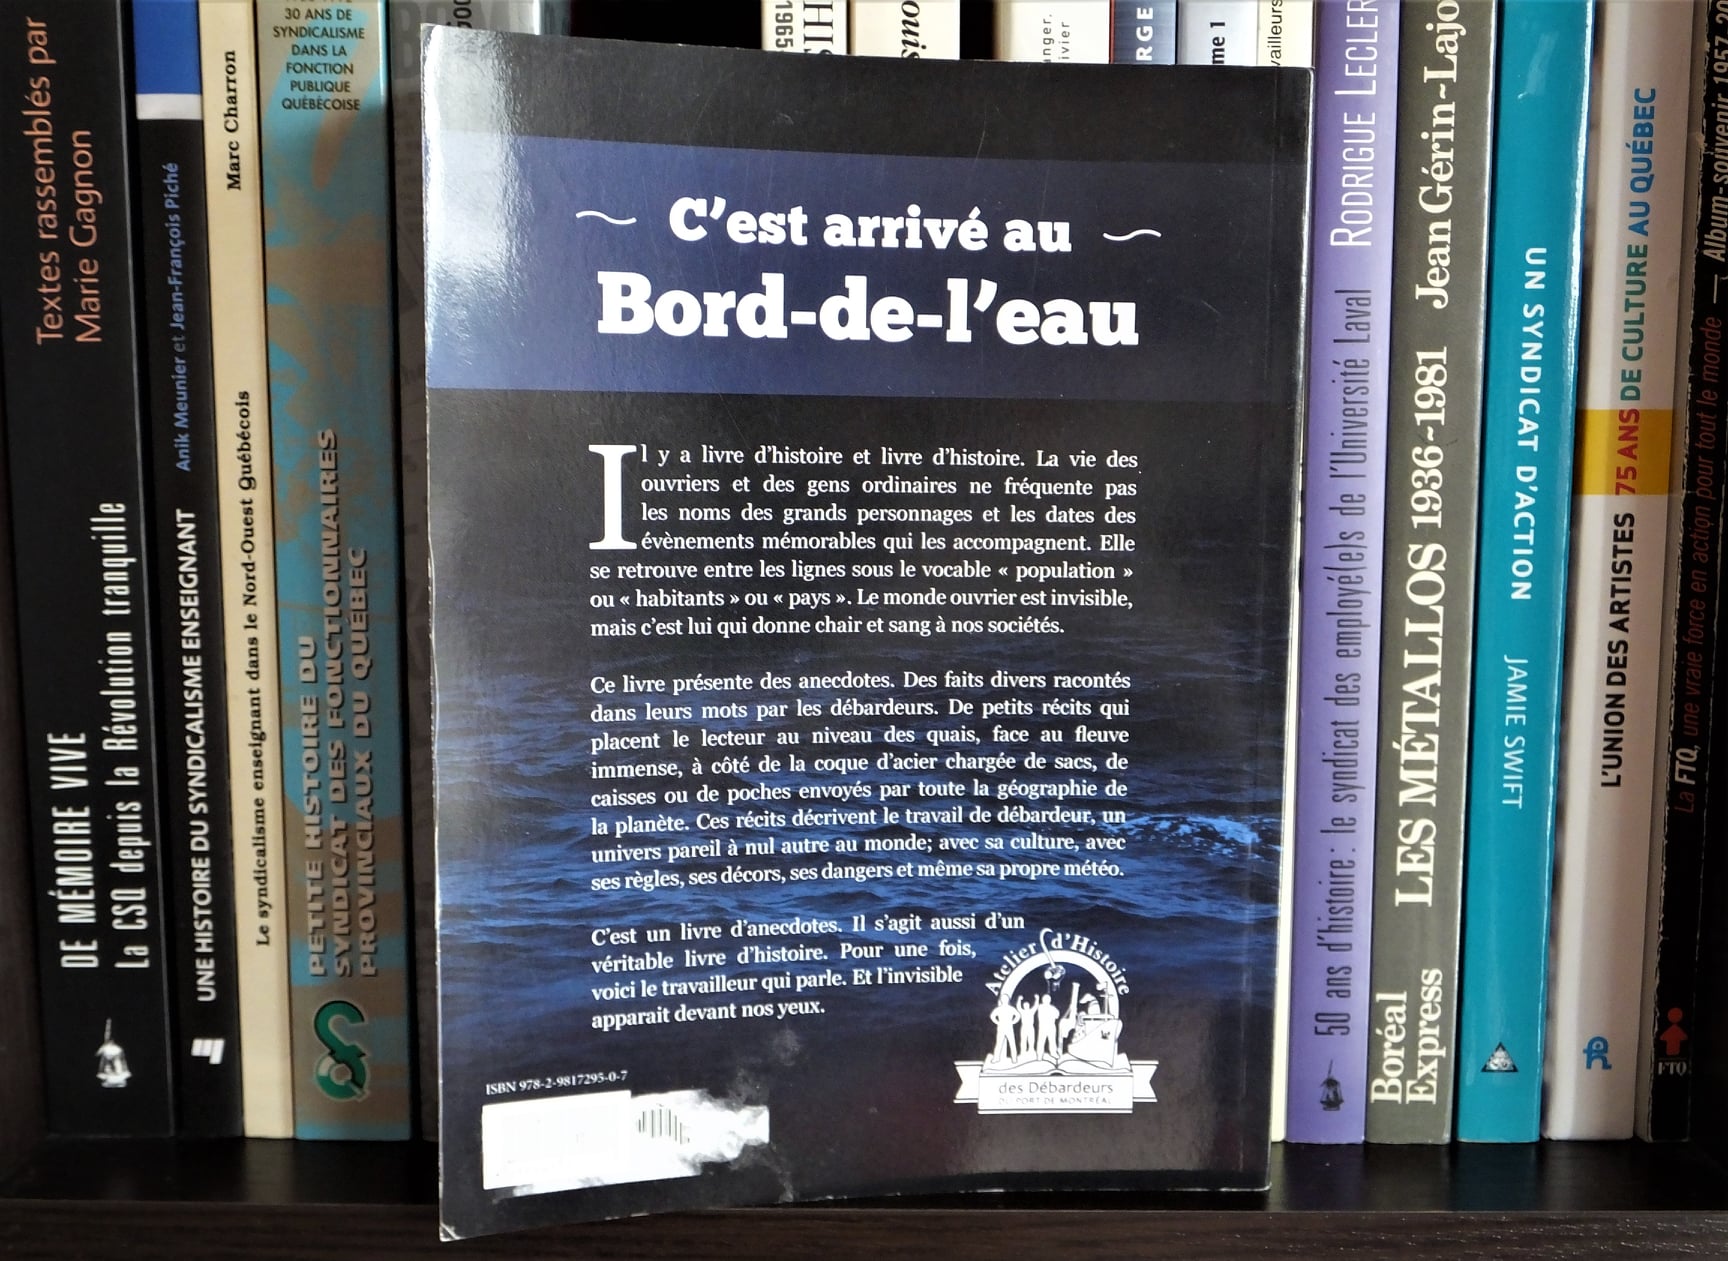 Textes rassemblés par
Marie Gagnon
DE MÉMOIRE VIVE
La CSQ depuis la Révolution tranquille
Anik Meunier et Jean-François Piché
UNE HISTOIRE DU SYNDICALISME ENSEIGNANT
Marc Charron
Le syndicalisme enseignant dans le Nord-Ouest québécois
30 ANS DE
SYNDICALISME
DANS LA
FONCTION
PUBLIQUE
QUÉBÉCOISE
PETITE HISTOIRE DU
SYNDICAT DES FONCTIONNAIRES
PROVINCIAUX DU QUÉBEC
1965
HIS
me 1
RGE
C'est arrivé au
Bord-de-l'eau
Il y a livre d'histoire et livre d'histoire. La vie des
ouvriers et des gens ordinaires ne fréquente pas
les noms des grands personnages et les dates des
évènements mémorables qui les accompagnent. Elle
se retrouve entre les lignes sous le vocable « population »
ou « habitants » ou « pays ». Le monde ouvrier est invisible,
mais c'est lui qui donne chair et sang à nos sociétés.
Ce livre présente des anecdotes. Des faits divers racontés
dans leurs mots par les débardeurs. De petits récits qui
placent le lecteur au niveau des quais, face au fleuve
immense, à côté de la coque d'acier chargée de sacs, de
caisses ou de poches envoyés par toute la géographie de
la planète. Ces récits décrivent le travail de débardeur, un
univers pareil à nul autre au monde; avec sa culture, avec
ses règles, ses décors, ses dangers et même sa propre météo.
C'est un livre d'anecdotes. Il s'agit aussi d'un
véritable livre d'histoire. Pour une fois,
voici le travailleur qui parle. Et l'invisible
apparait devant nos yeux.
Atelier d'Histoire
des Débardeurs
DU PORT DE MONTRÉAL
ISBN 978-2-9817295-0-7
RODRIGUE LECLER
50 ans d'histoire : le syndicat des employé(e)s de l'Université Laval
Jean Gérin-Lajo
LES MÉTALLOS 1936-1981
Boréal
Express
UN SYNDICAT D'ACTION
JAMIE SWIFT
L'UNION DES ARTISTES 75 ANS DE CULTURE AU QUÉBEC
La FTQ, une vraie force en action pour tout le monde — Album-souvenir 1957-20
FTQ